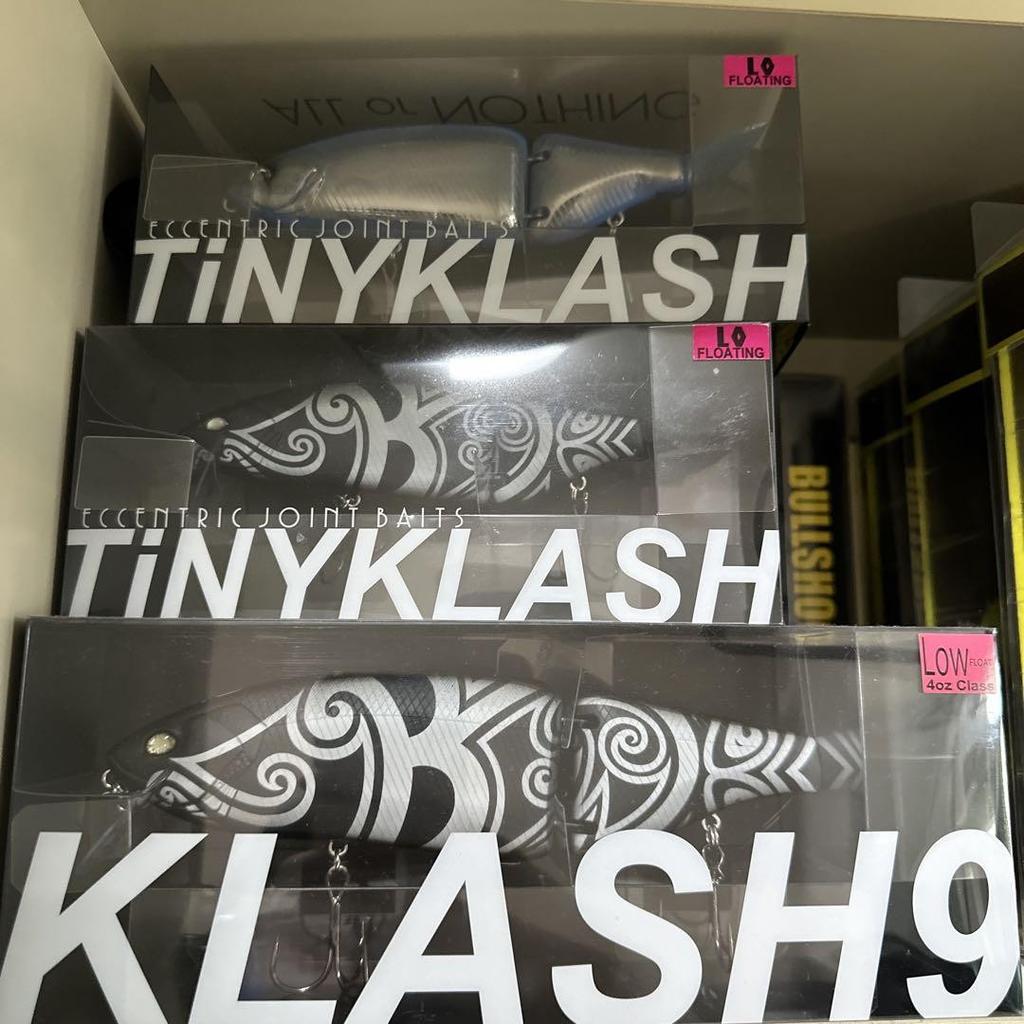 LO
FLOATING
ALL or NOTHING
ECCENTRIC JOINT BAITS
TiNYKLASH
LO
FLOATING
ECCENTRIC JOINT BAITS
TiNYKLASH
BULLSHO
LOW FLOAT
4oz Class
K
KLASH9